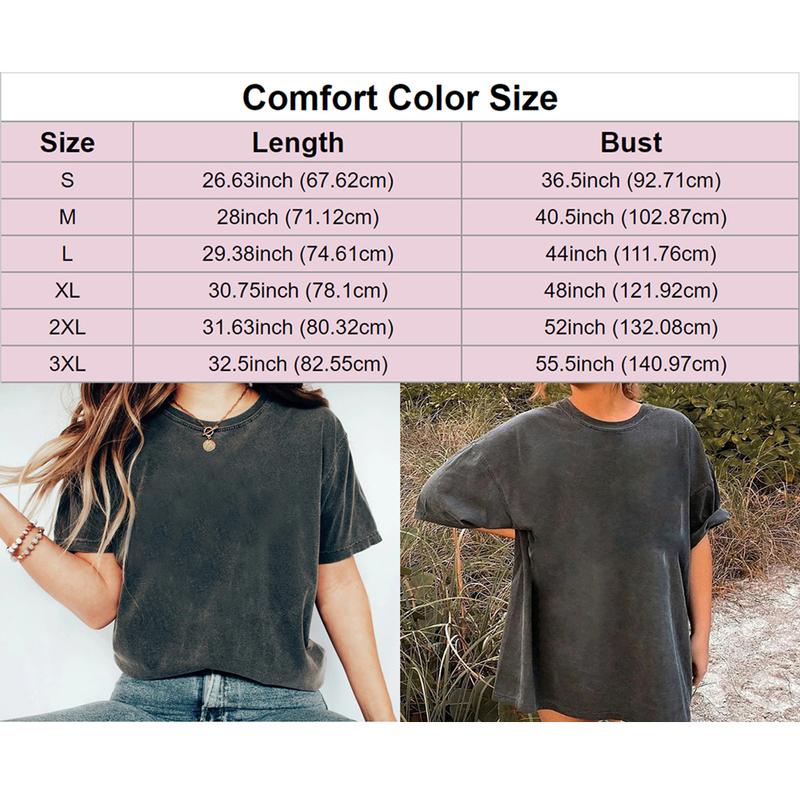 Comfort Color Size
Size Length Bust
S 26.63inch (67.62cm) 36.5inch (92.71cm)
M 28inch (71.12cm) 40.5inch (102.87cm)
L 29.38inch (74.61cm) 44inch (111.76cm)
XL 30.75inch (78.1cm) 48inch (121.92cm)
2XL 31.63inch (80.32cm) 52inch (132.08cm)
3XL 32.5inch (82.55cm) 55.5inch (140.97cm)